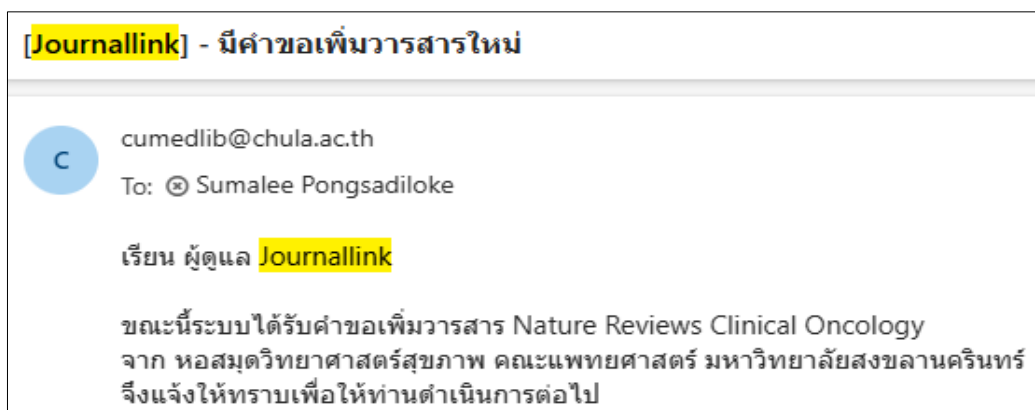 [Journallink] - มีคำขอเพิ่มวารสารใหม่
C
cumedlib@chula.ac.th
To: Sumalee Pongsadiloke
เรียน ผู้ดูแล Journallink
ขณะนี้ระบบได้รับคำขอเพิ่มวารสาร Nature Reviews Clinical Oncology
จาก หอสมุดวิทยาศาสตร์สุขภาพ คณะแพทยศาสตร์ มหาวิทยาลัยสงขลานครินทร์
จึงแจ้งให้ทราบเพื่อให้ท่านดำเนินการต่อไป